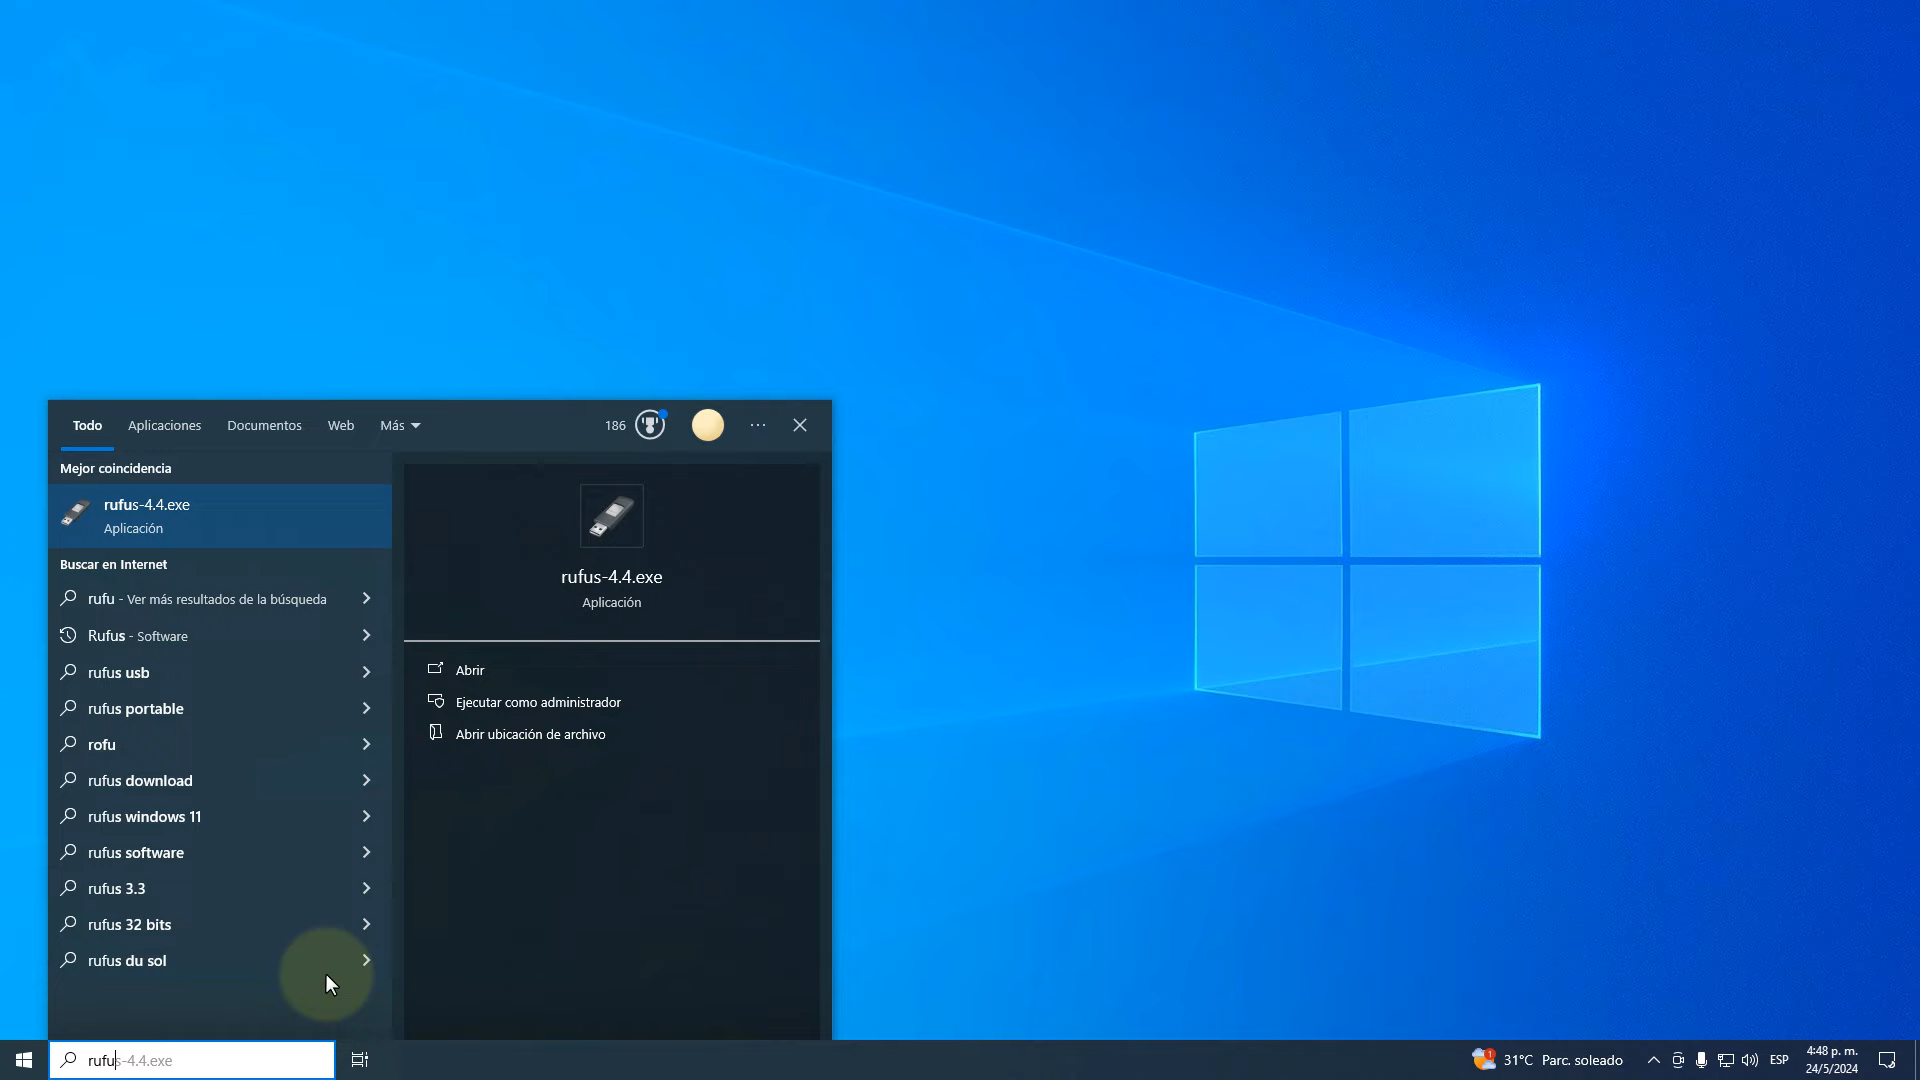 Todo Aplicaciones Documentos Web Más 186 ...
Mejor coincidencia
rufus-4.4.exe
Aplicación
Buscar en Internet
rufu - Ver más resultados de la búsqueda
Rufus - Software
rufus usb
rufus portable
rofu
rufus download
rufus windows 11
rufus software
rufus 3.3
rufus 32 bits
rufus du sol
rufus-4.4.exe
Aplicación
Abrir
Ejecutar como administrador
Abrir ubicación de archivo
rufus-4.4.exe
1 31°C Parc. soleado ESP
4:48 p. m.
24/5/2024